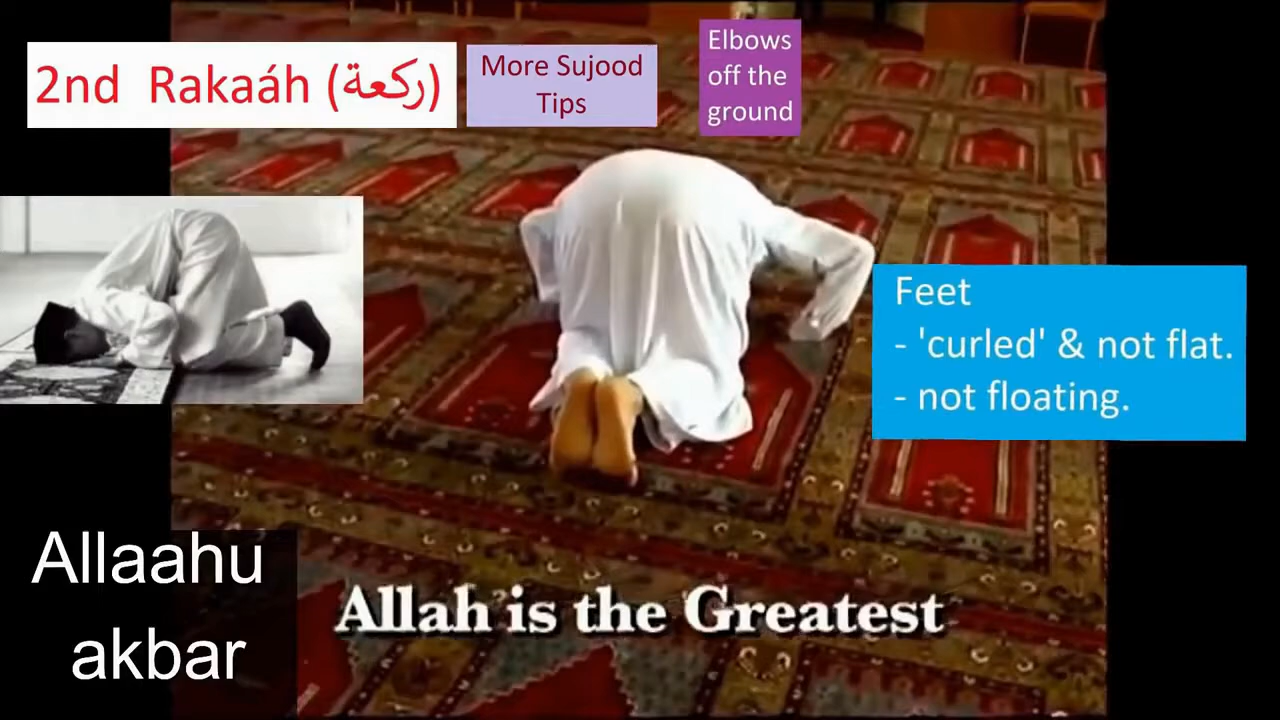 2nd  Rakaáh (ركعة)
More Sujood
Tips
Elbows
off the
ground
Feet
- 'curled' & not flat.
- not floating.
Allaahu
akbar
Allah is the Greatest